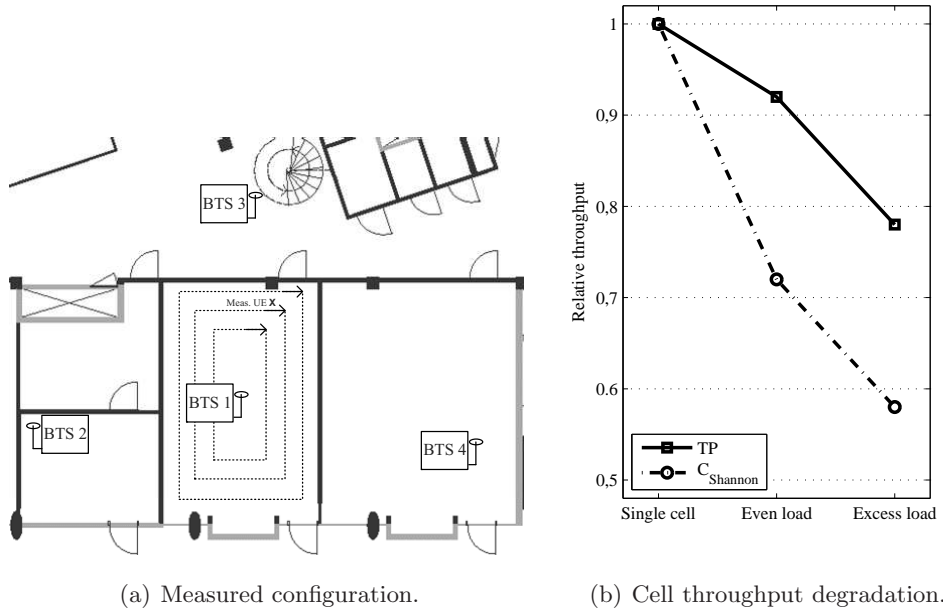 BTS 3
Meas. UE X
BTS 1
BTS 2
BTS 4
(a) Measured configuration.
Relative throughput
1
0,9
0,8
0,7
0.6
0,5
TP
C Shannon
Single cell
Even load
Excess load
(b) Cell throughput degradation.